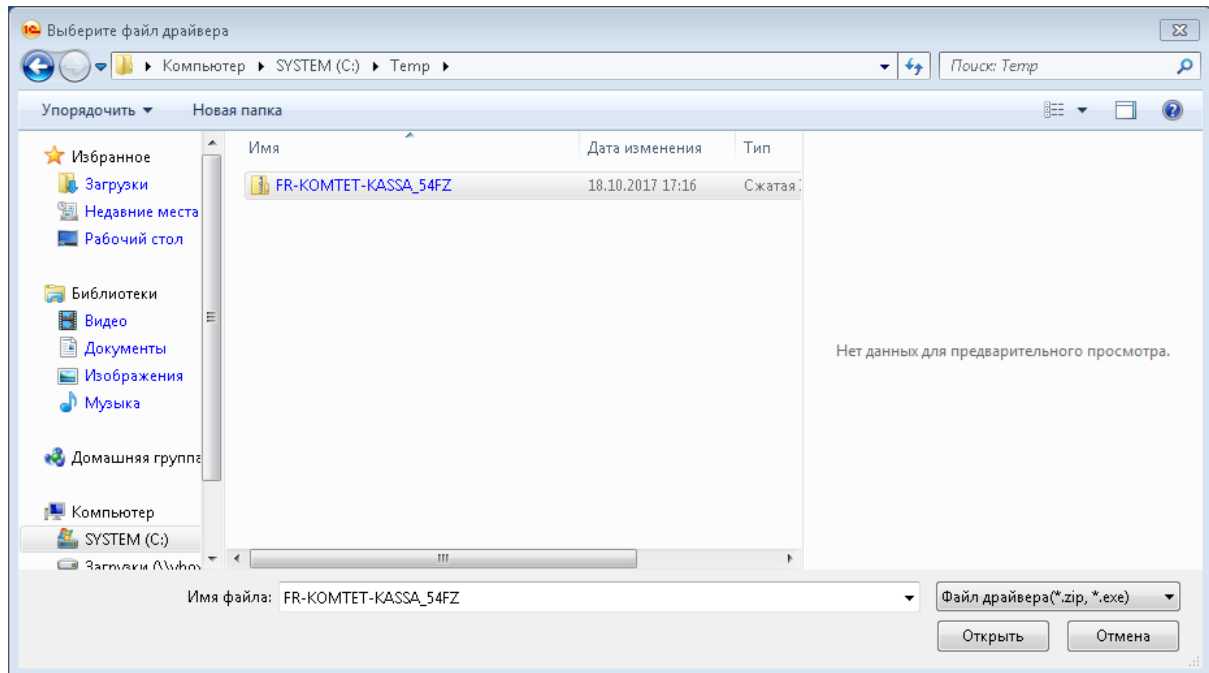 Выберите файл драйвера
Компьютер SYSTEM (C:) Temp
Поиск: Temp
Упорядочить Новая папка
Имя Дата изменения Тип
FR-KOMTET-KASSA_54FZ 18.10.2017 17:16 Сжатая
Избранное
Загрузки
Недавние места
Рабочий стол
Библиотеки
Видео
Документы
Изображения
Музыка
Домашняя группа
Компьютер
SYSTEM (C:)
Загрузки
Нет данных для предварительного просмотра.
Имя файла: FR-KOMTET-KASSA_54FZ
Файл драйвера(*.zip, *.exe)
Открыть Отмена